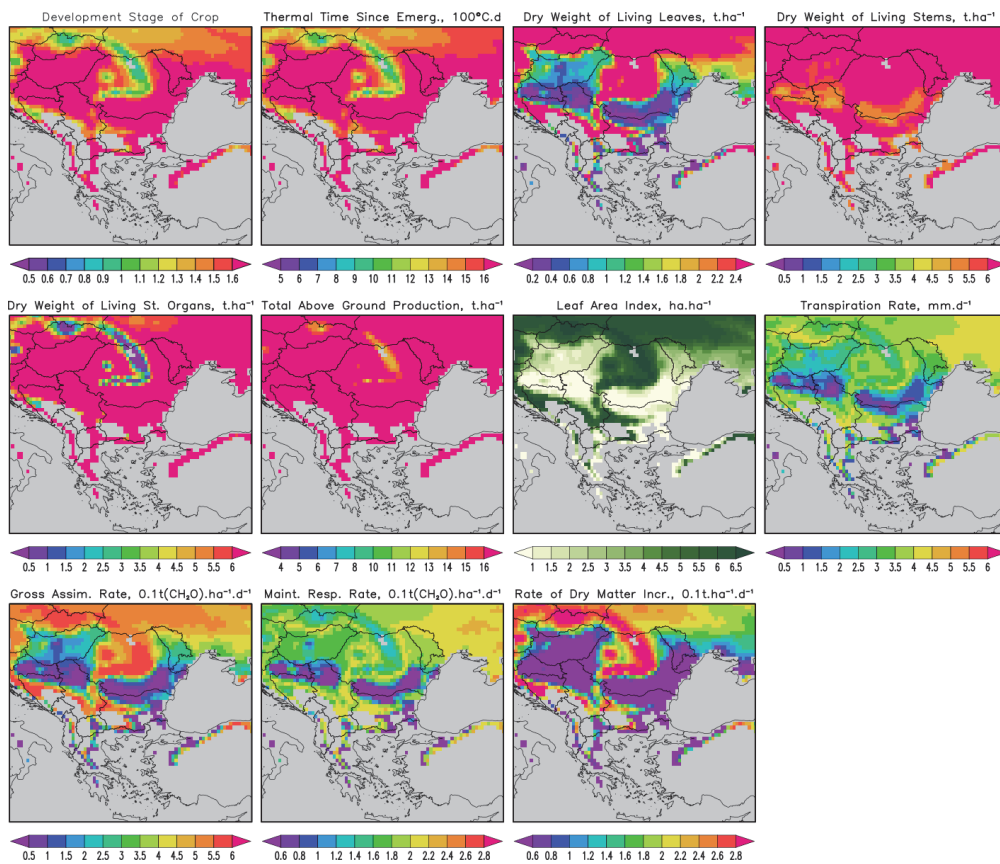 Development Stage of Crop
Thermal Time Since Emerg., 100°C.d
Dry Weight of Living Leaves, t.ha⁻¹
Dry Weight of Living Stems, t.ha⁻¹
0.5 0.6 0.7 0.8 0.9 1 1.1 1.2 1.3 1.4 1.5 1.6
5 6 7 8 9 10 11 12 13 14 15 16
0.2 0.4 0.6 0.8 1 1.2 1.4 1.6 1.8 2 2.2 2.4
0.5 1 1.5 2 2.5 3 3.5 4 4.5 5 5.5 6
Dry Weight of Living St. Organs, t.ha⁻¹
Total Above Ground Production, t.ha⁻¹
Leaf Area Index, ha.ha⁻¹
Transpiration Rate, mm.d⁻¹
0.5 1 1.5 2 2.5 3 3.5 4 4.5 5 5.5 6
4 5 6 7 8 9 10 11 12 13 14 15 16
1 1.5 2 2.5 3 3.5 4 4.5 5 5.5 6 6.5
0.5 1 1.5 2 2.5 3 3.5 4 4.5 5 5.5 6
Gross Assim. Rate, 0.1t(CH₂O).ha⁻¹.d⁻¹
Maint. Resp. Rate, 0.1t(CH₂O).ha⁻¹.d⁻¹
Rate of Dry Matter Incr., 0.1t.ha⁻¹.d⁻¹
0.5 1 1.5 2 2.5 3 3.5 4 4.5 5 5.5 6
0.6 0.8 1 1.2 1.4 1.6 1.8 2 2.2 2.4 2.6 2.8
0.6 0.8 1 1.2 1.4 1.6 1.8 2 2.2 2.4 2.6 2.8